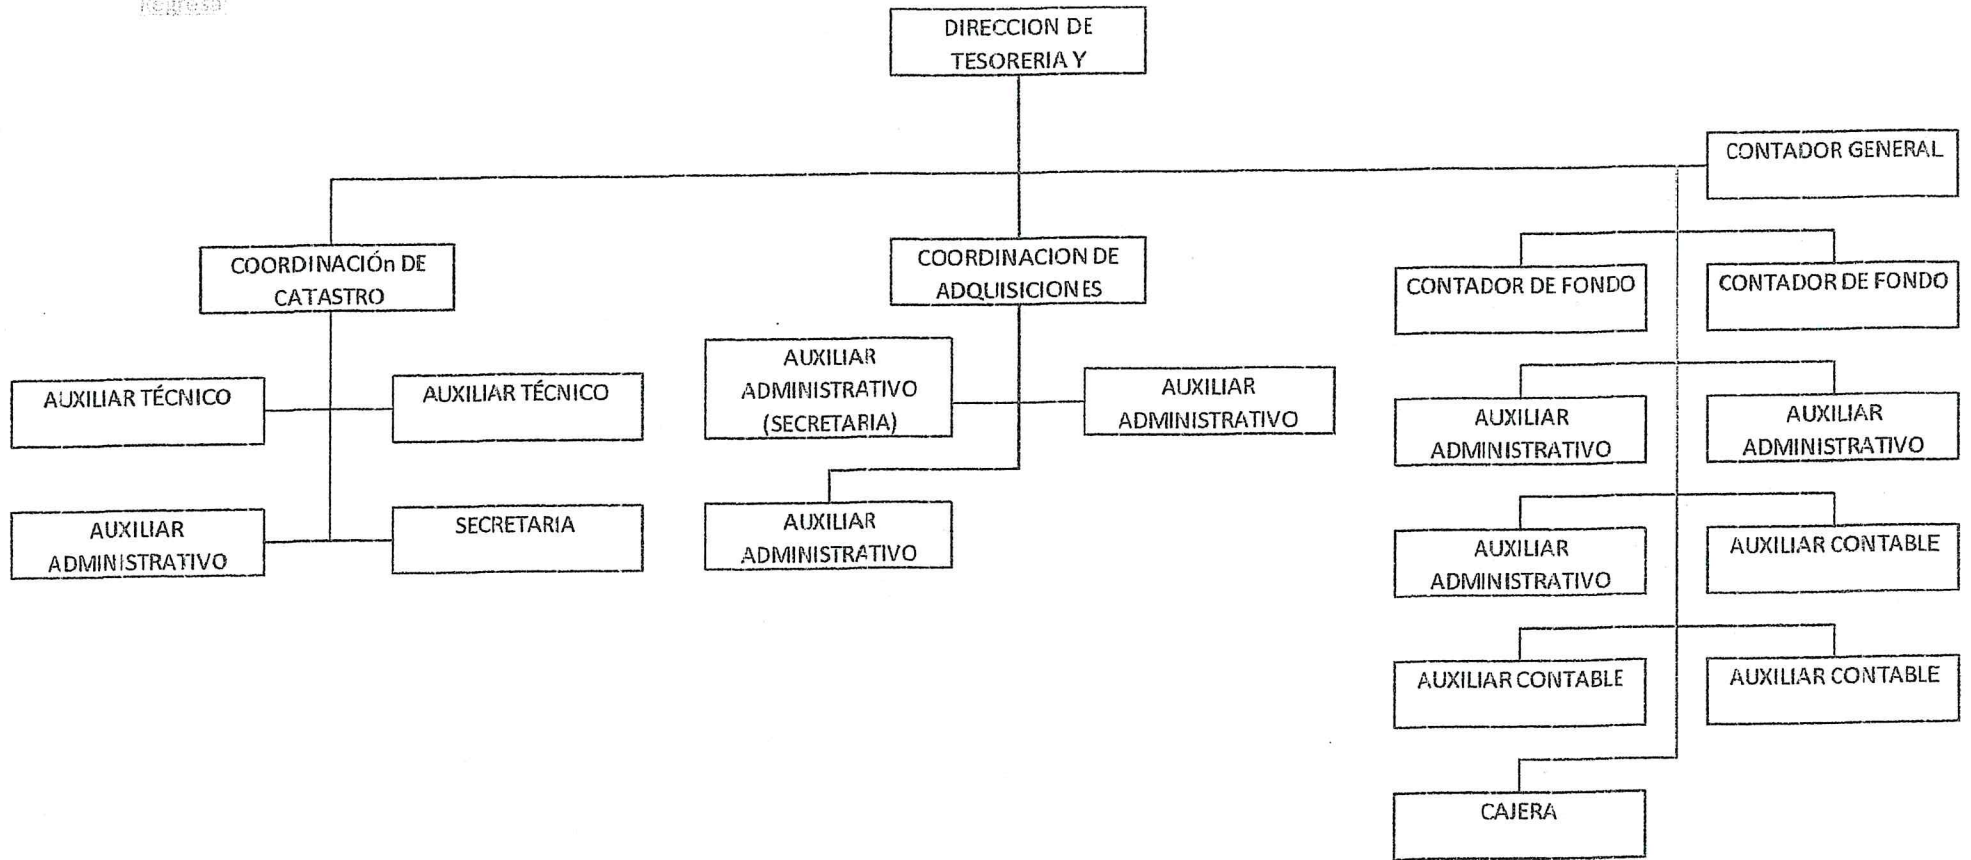 Regresar
DIRECCION DE
TESORERIA Y
CONTADOR GENERAL
COORDINACIÓn DE
CATASTRO
COORDINACION DE
ADQUISICIONES
CONTADOR DE FONDO
CONTADOR DE FONDO
AUXILIAR TÉCNICO
AUXILIAR TÉCNICO
AUXILIAR
ADMINISTRATIVO
(SECRETARIA)
AUXILIAR
ADMINISTRATIVO
AUXILIAR
ADMINISTRATIVO
AUXILIAR
ADMINISTRATIVO
AUXILIAR
ADMINISTRATIVO
SECRETARIA
AUXILIAR
ADMINISTRATIVO
AUXILIAR
ADMINISTRATIVO
AUXILIAR CONTABLE
AUXILIAR CONTABLE
AUXILIAR CONTABLE
CAJERA